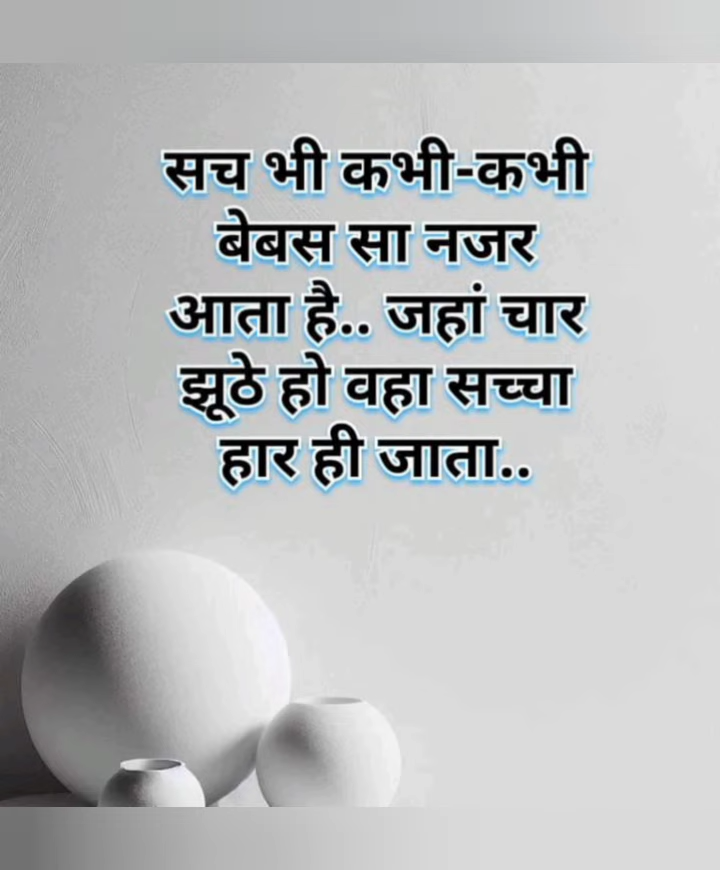 सच भी कभी-कभी
बेबस सा नजर
आता है.. जहां चार
झूठे हो वहा सच्चा
हार ही जाता..